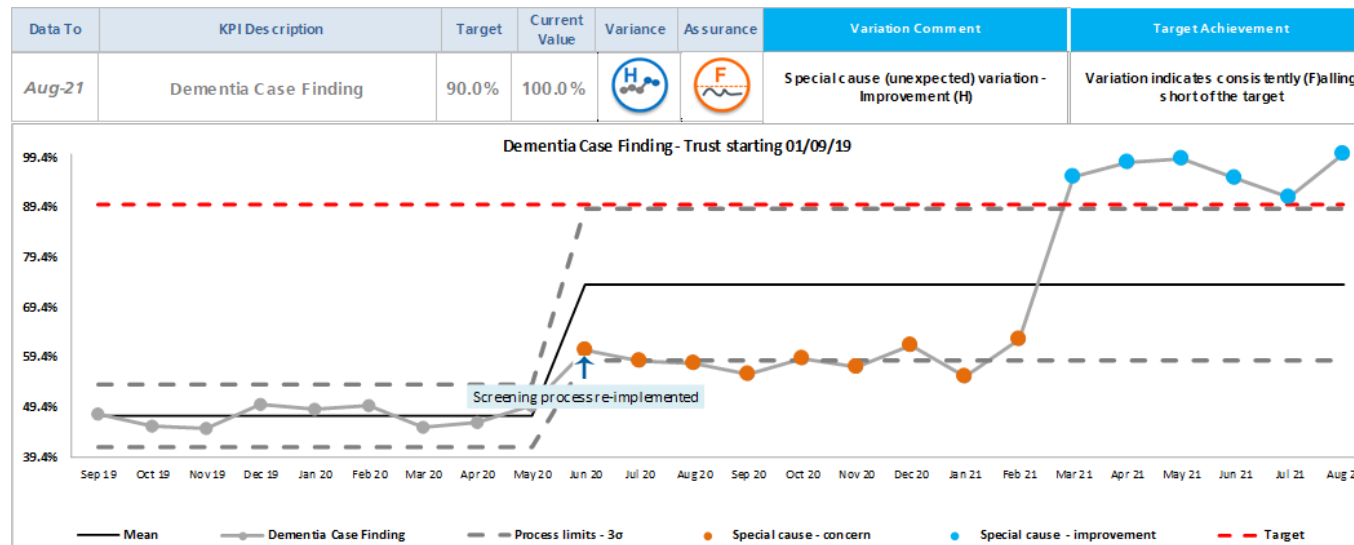 Data To KPI Description Target Current Value Variance Assurance Variation Comment Target Achievement
Aug-21 Dementia Case Finding 90.0% 100.0% H F Special cause (unexpected) variation - Improvement (H) Variation indicates consistently (F)alling short of the target
Dementia Case Finding - Trust starting 01/09/19
99.4%
89.4%
79.4%
69.4%
59.4%
49.4%
39.4%
Screening process re-implemented
Sep 19 Oct 19 Nov 19 Dec 19 Jan 20 Feb 20 Mar 20 Apr 20 May 20 Jun 20 Jul 20 Aug 20 Sep 20 Oct 20 Nov 20 Dec 20 Jan 21 Feb 21 Mar 21 Apr 21 May 21 Jun 21 Jul 21 Aug 2
Mean Dementia Case Finding Process limits - 3σ Special cause - concern Special cause - improvement Target